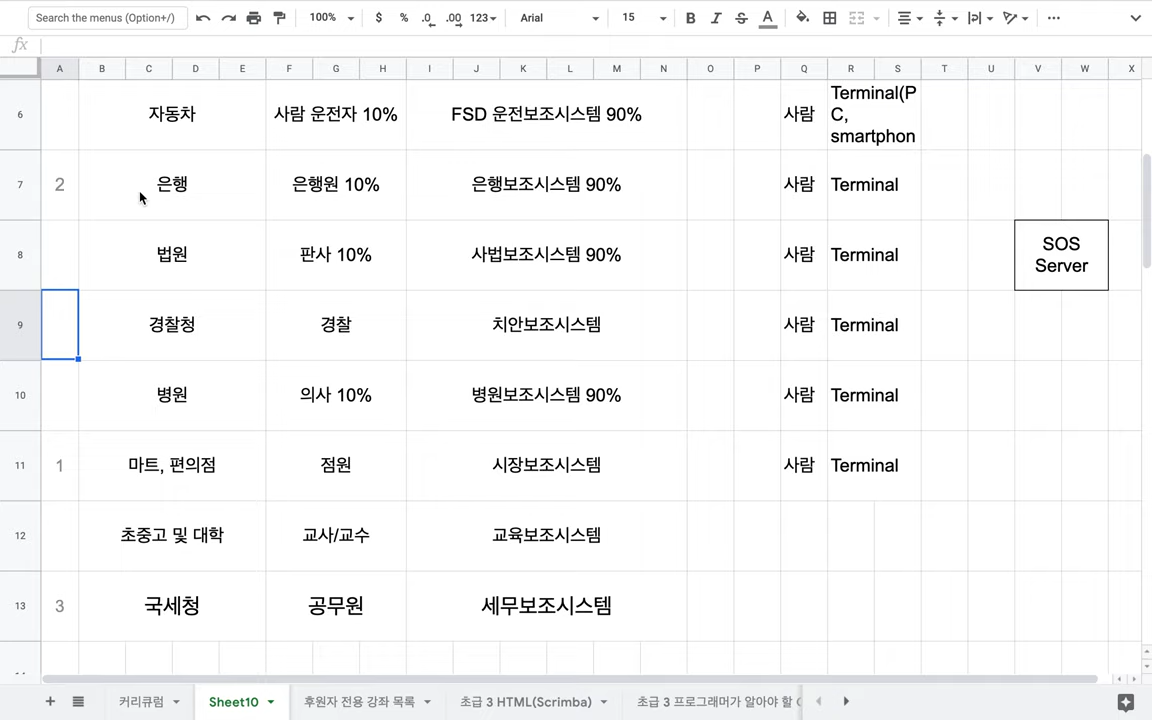 Search the menus (Option+/)
100%
$
%
.0
.00
123
Arial
15
B
I
S
A
fx
A B C D E F G H I J K L M N O P Q R S T U V W X
6
자동차
사람 운전자 10%
FSD 운전보조시스템 90%
사람
Terminal(P
C,
smartphon
7
2
은행
은행원 10%
은행보조시스템 90%
사람
Terminal
8
법원
판사 10%
사법보조시스템 90%
사람
Terminal
SOS
Server
9
경찰청
경찰
치안보조시스템
사람
Terminal
10
병원
의사 10%
병원보조시스템 90%
사람
Terminal
11
1
마트, 편의점
점원
시장보조시스템
사람
Terminal
12
초중고 및 대학
교사/교수
교육보조시스템
13
3
국세청
공무원
세무보조시스템
커리큐럼
Sheet10
후원자 전용 강좌 목록
초급 3 HTML(Scrimba)
초급 3 프로그래머가 알아야 할